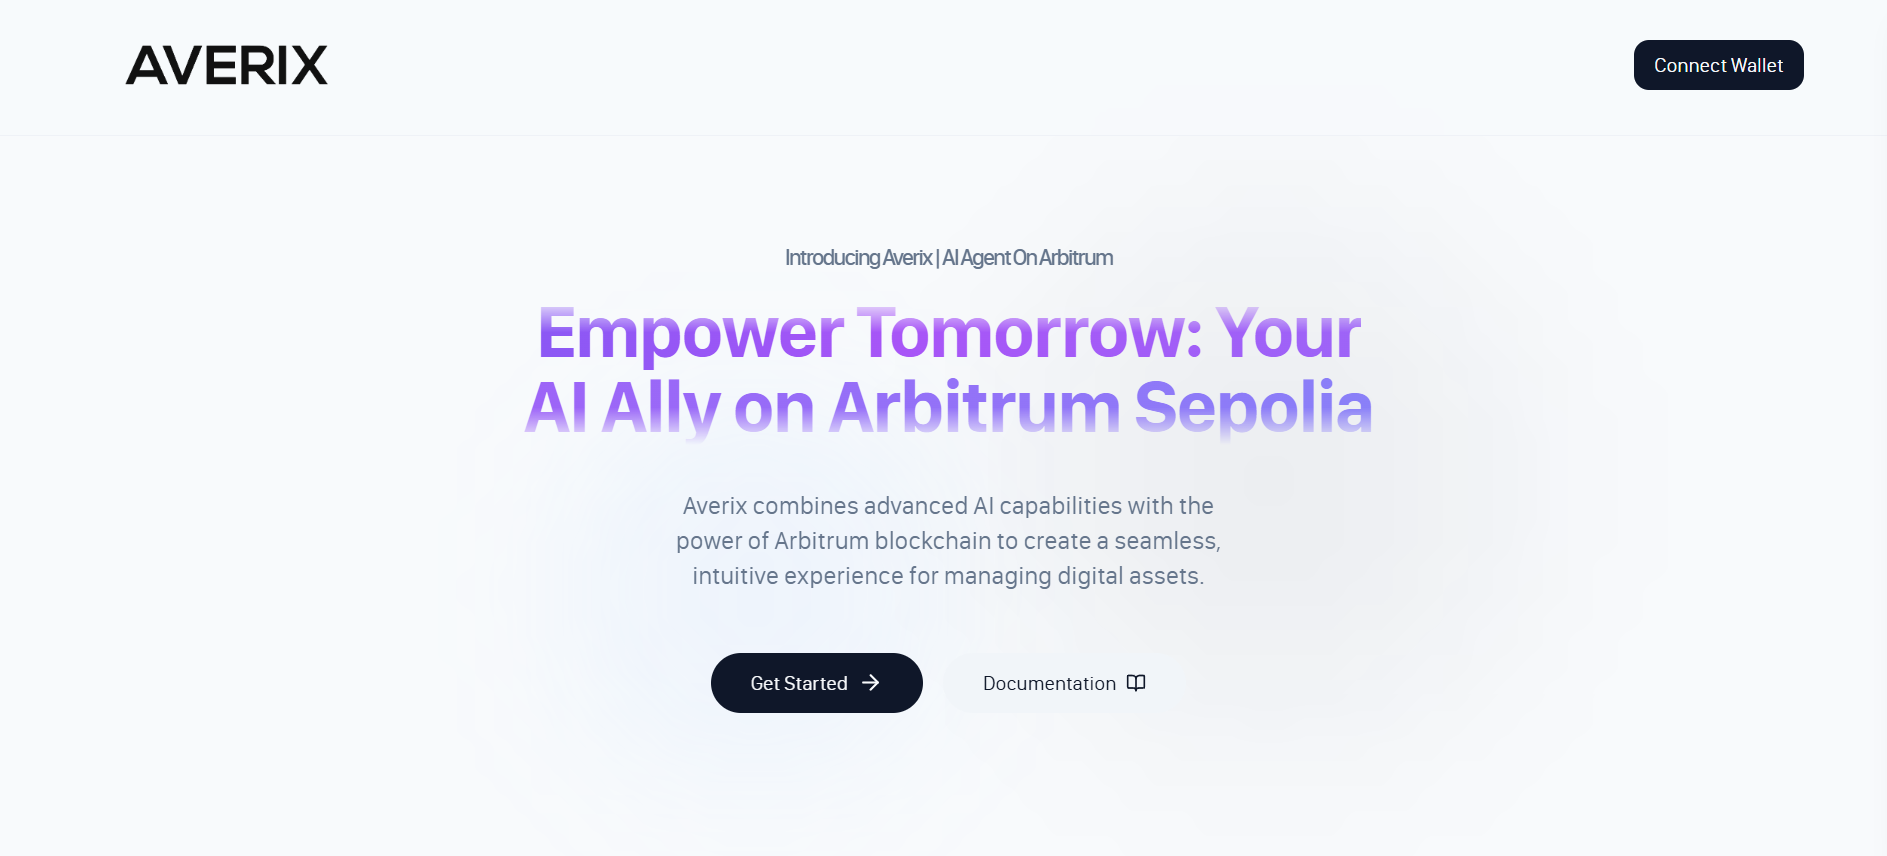 AVERIX
Connect Wallet
Introducing Averix | AI Agent On Arbitrum
Empower Tomorrow: Your
AI Ally on Arbitrum Sepolia
Averix combines advanced AI capabilities with the
power of Arbitrum blockchain to create a seamless,
intuitive experience for managing digital assets.
Get Started
Documentation